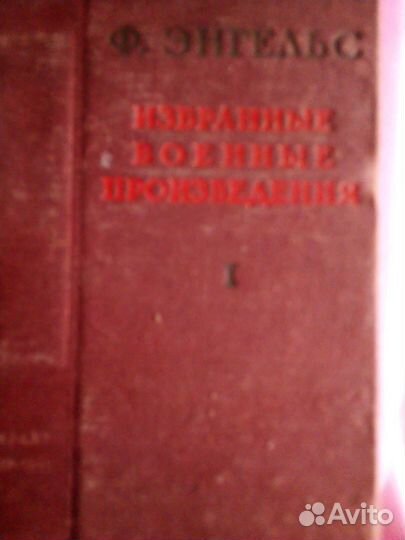 Ф. ЭНГЕЛЬС
ИЗБРАННЫЕ
ВОЕННЫЕ
ПРОИЗВЕДЕНИЯ
I
Avito